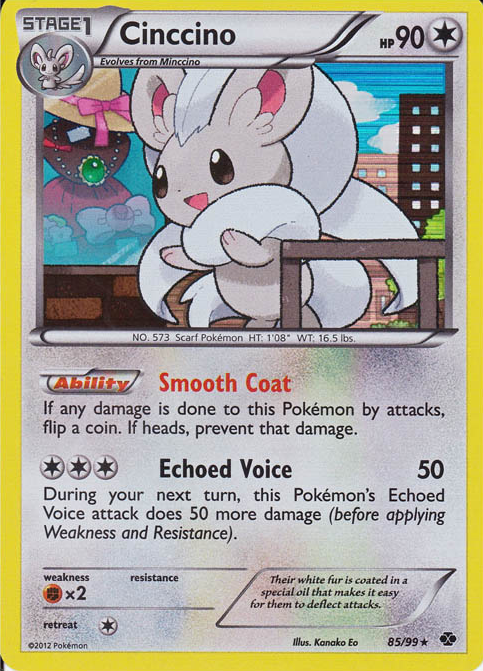 STAGE1
Cinccino
HP 90
Evolves from Minccino
NO. 573 Scarf Pokémon HT: 1'08" WT: 16.5 lbs.
Ability Smooth Coat
If any damage is done to this Pokémon by attacks,
flip a coin. If heads, prevent that damage.
Echoed Voice 50
During your next turn, this Pokémon's Echoed
Voice attack does 50 more damage (before applying
Weakness and Resistance).
weakness resistance
×2
Their white fur is coated in a
special oil that makes it easy
for them to deflect attacks.
retreat
©2012 Pokémon
Illus. Kanako Eo 85/99★